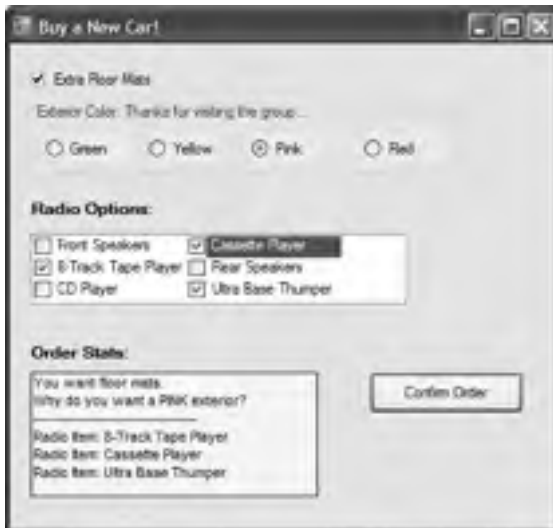 Buy a New Car!
Extra Floor Mats
Exterior Color: Thanks for visiting the group...
Green Yellow Pink Red
Radio Options:
Front Speakers Cassette Player
8-Track Tape Player Rear Speakers
CD Player Ultra Base Thumper
Order Stats:
You want floor mats.
Why do you want a PINK exterior?
Radio Item: 8-Track Tape Player
Radio Item: Cassette Player
Radio Item: Ultra Base Thumper
Confirm Order